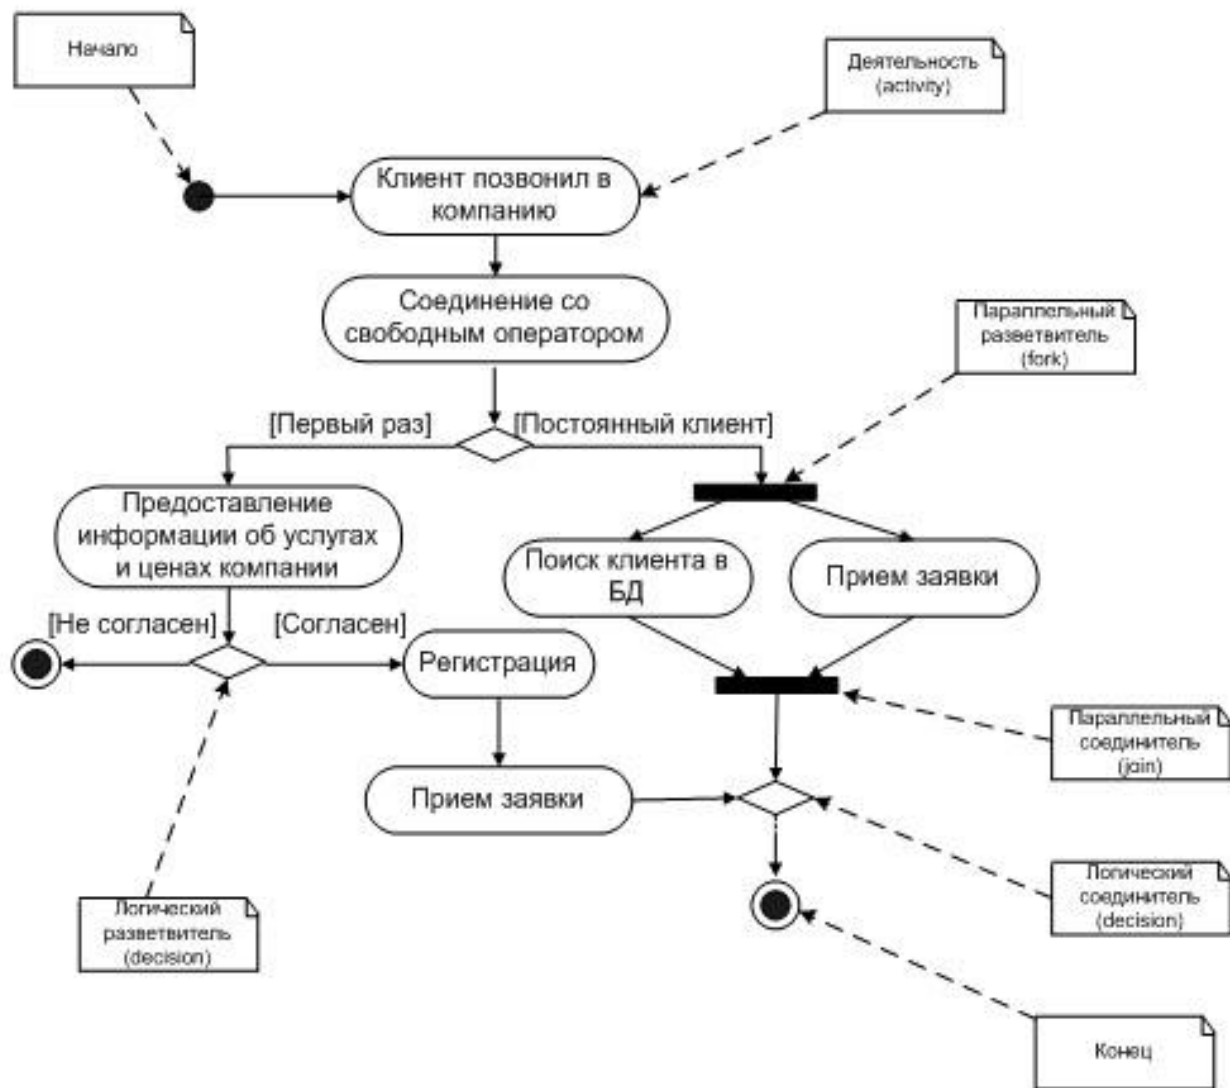 Начало
Деятельность
(activity)
Клиент позвонил в
компанию
Соединение со
свободным оператором
Параллельный
разветвитель
(fork)
[Первый раз]
[Постоянный клиент]
Предоставление
информации об услугах
и ценах компании
Поиск клиента в
БД
Прием заявки
[Не согласен]
[Согласен]
Регистрация
Параллельный
соединитель
(join)
Прием заявки
Логический
соединитель
(decision)
Логический
разветвитель
(decision)
Конец